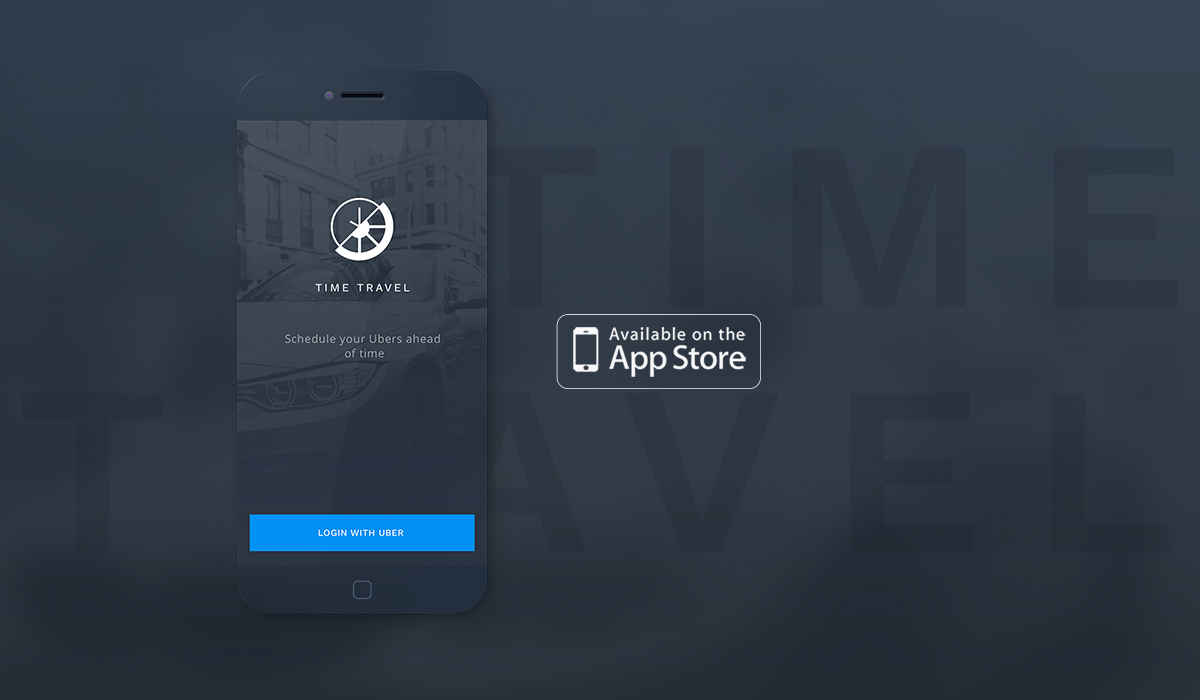 TIME
TRAVEL
TIME TRAVEL
Schedule your Ubers ahead
of time
LOGIN WITH UBER
Available on the
App Store